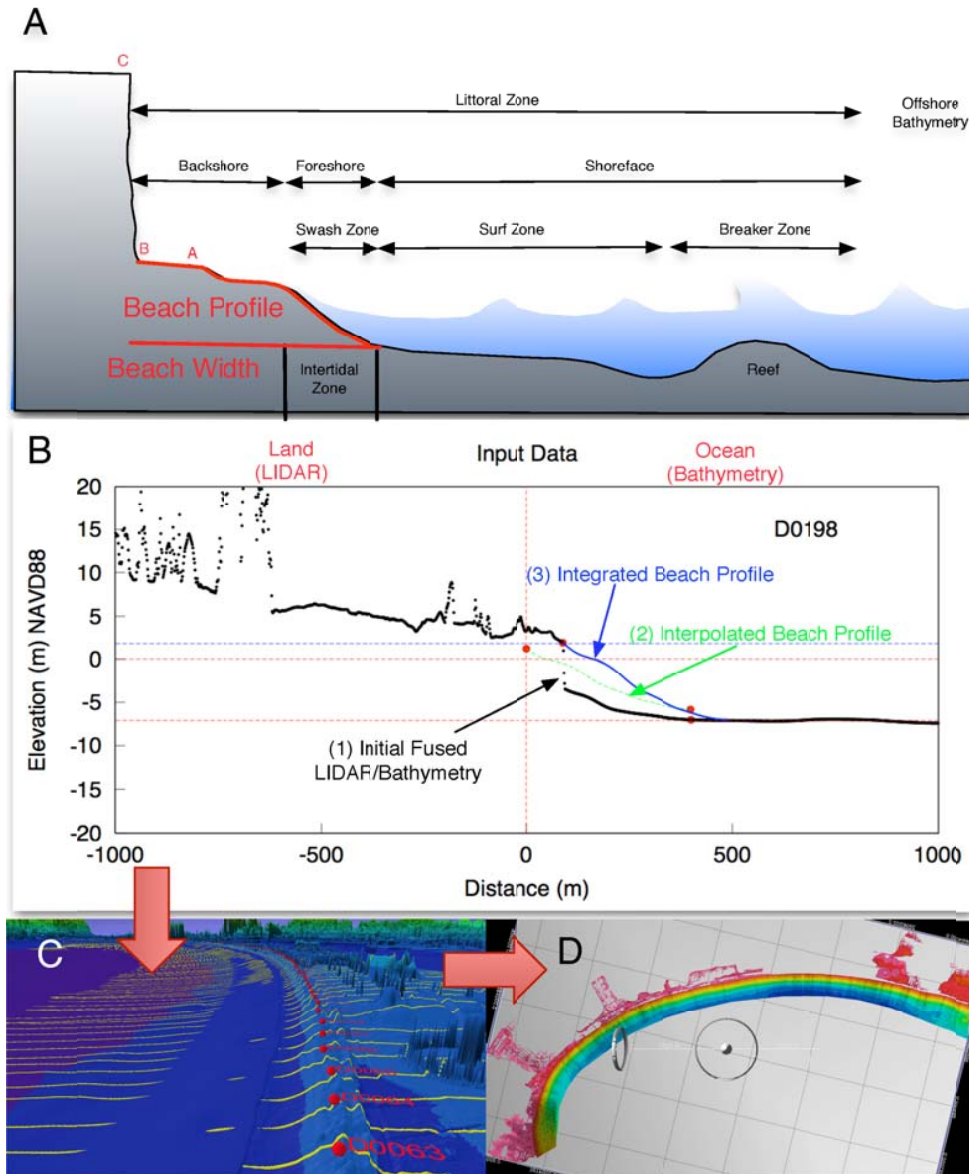 A
C
Littoral Zone
Offshore
Bathymetry
Backshore
Foreshore
Shoreface
Swash Zone
Surf Zone
Breaker Zone
B
A
Beach Profile
Beach Width
Intertidal
Zone
Reef
B
Land
(LIDAR)
Input Data
Ocean
(Bathymetry)
D0198
(3) Integrated Beach Profile
(2) Interpolated Beach Profile
(1) Initial Fused
LIDAR/Bathymetry
Elevation (m) NAVD88
20
15
10
5
0
-5
-10
-15
-20
-1000
-500
0
500
1000
Distance (m)
C
D0063
D